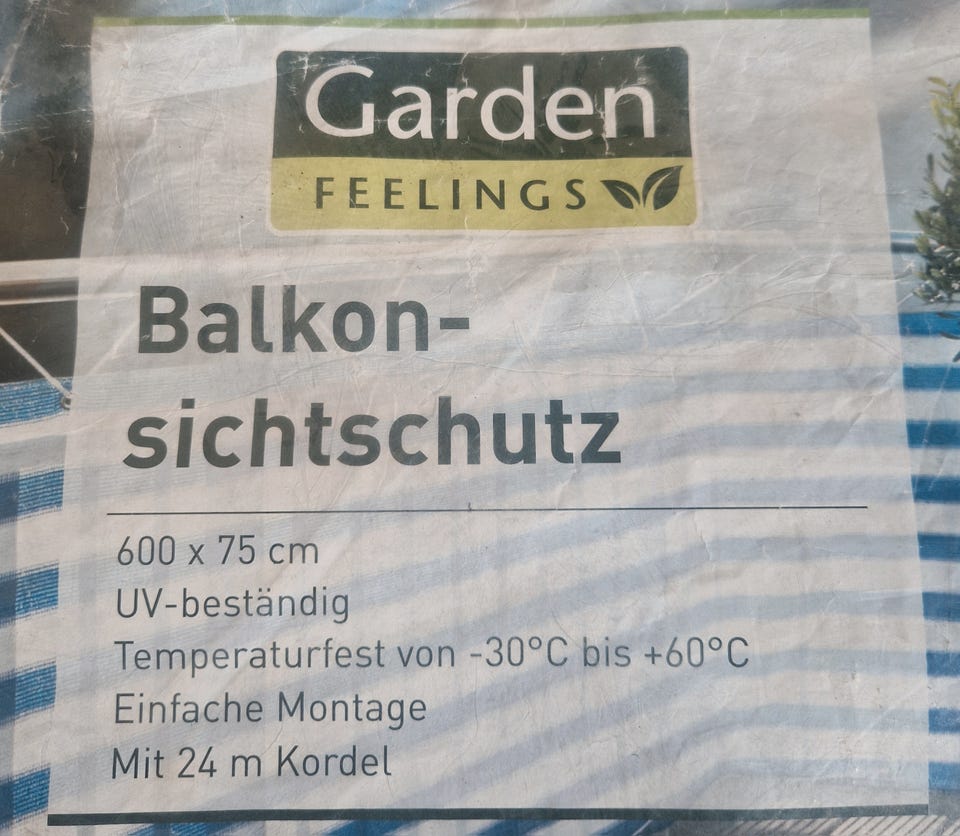 Garden
FEELINGS
Balkon-
sichtschutz
600 x 75 cm
UV-beständig
Temperaturfest von -30°C bis +60°C
Einfache Montage
Mit 24 m Kordel